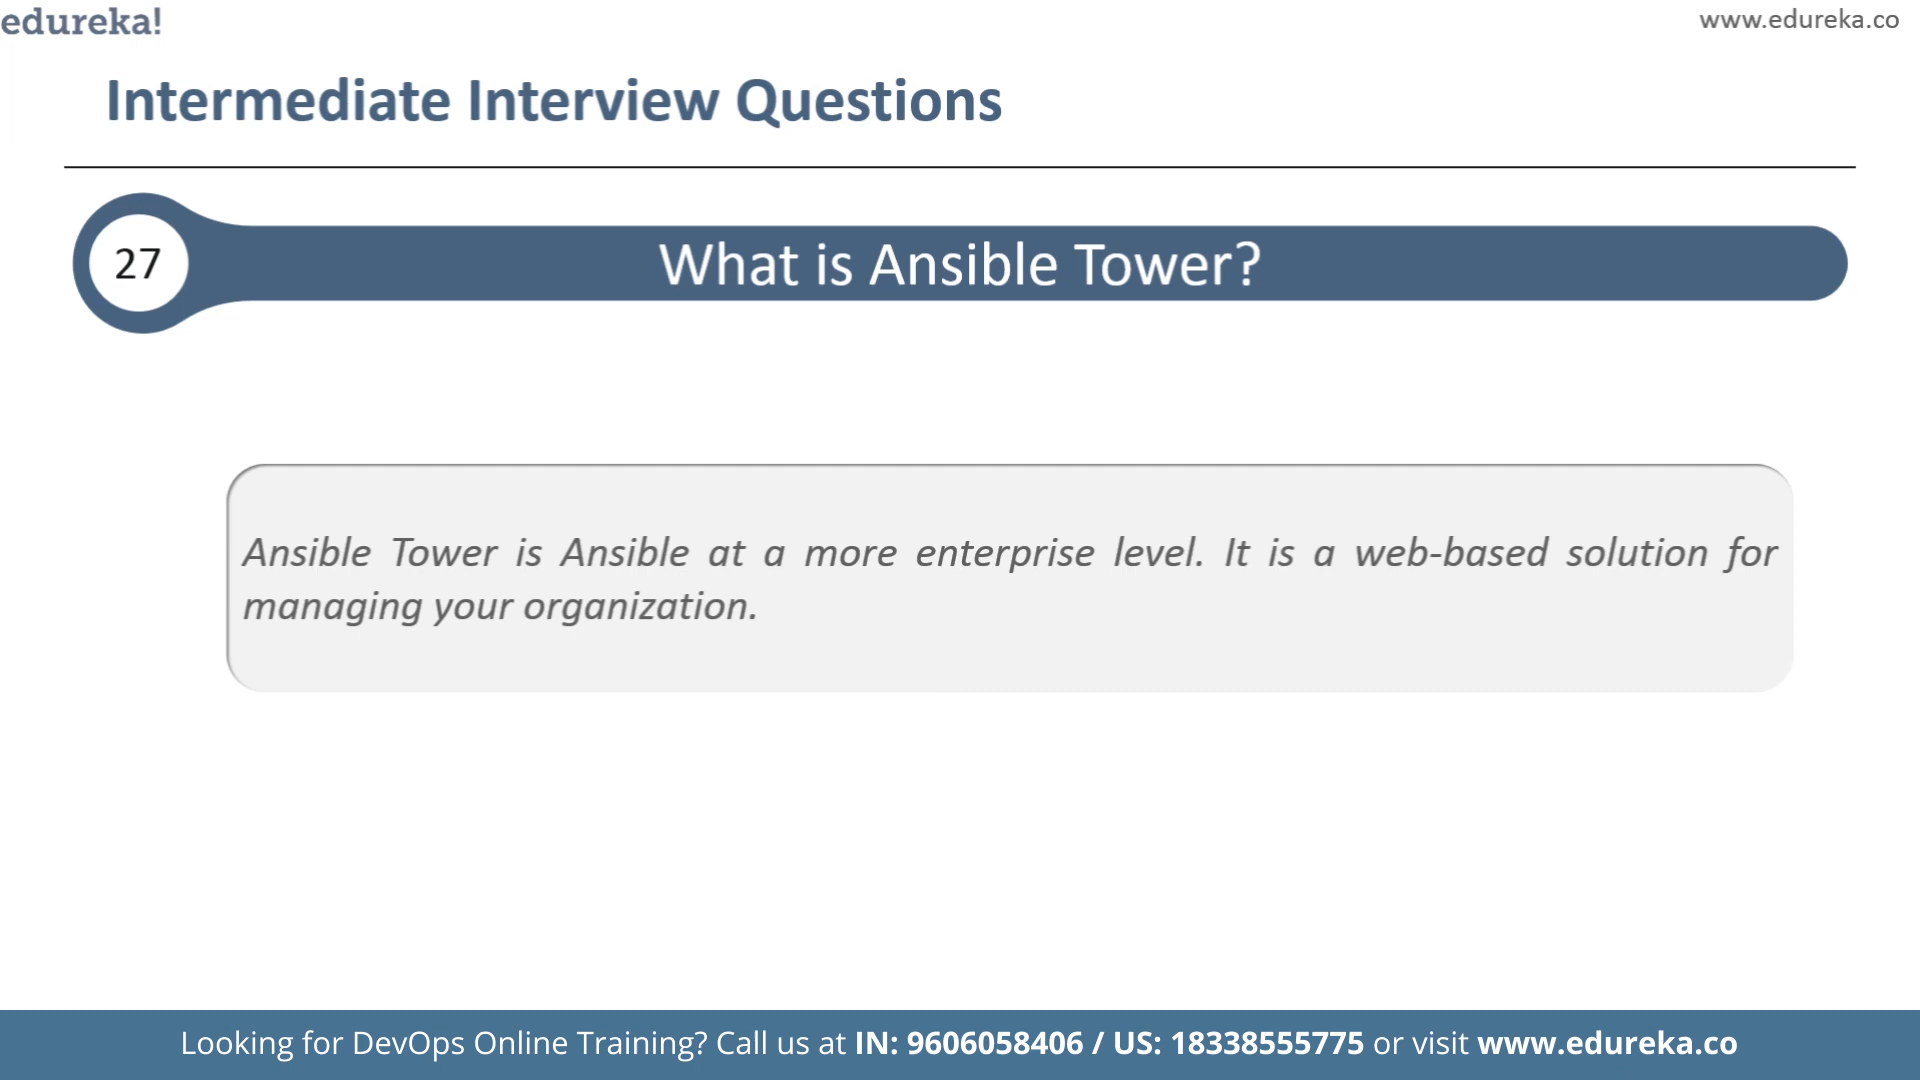 edureka!
www.edureka.co
Intermediate Interview Questions
27
What is Ansible Tower?
Ansible Tower is Ansible at a more enterprise level. It is a web-based solution for
managing your organization.
Looking for DevOps Online Training? Call us at IN: 9606058406 / US: 18338555775 or visit www.edureka.co